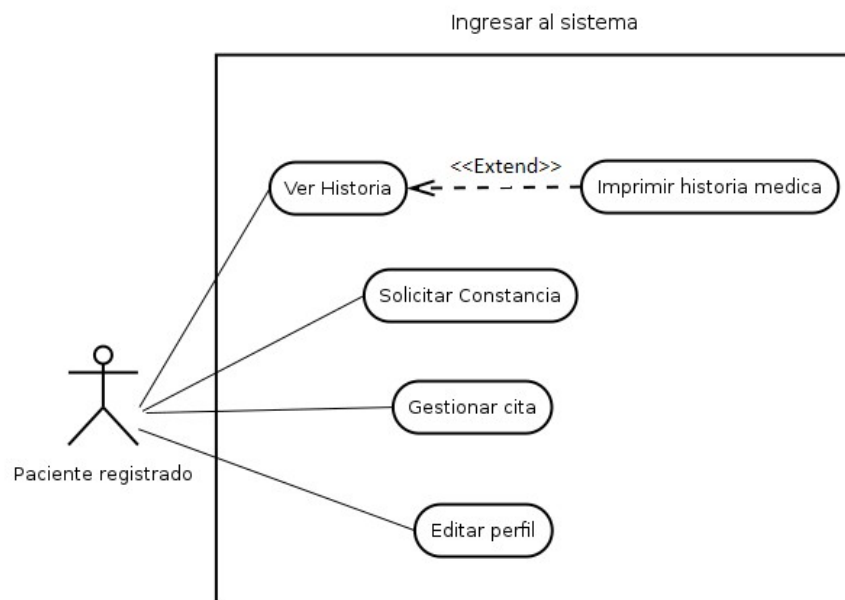 Ingresar al sistema
<<Extend>>
Ver Historia
Imprimir historia medica
Solicitar Constancia
Gestionar cita
Paciente registrado
Editar perfil